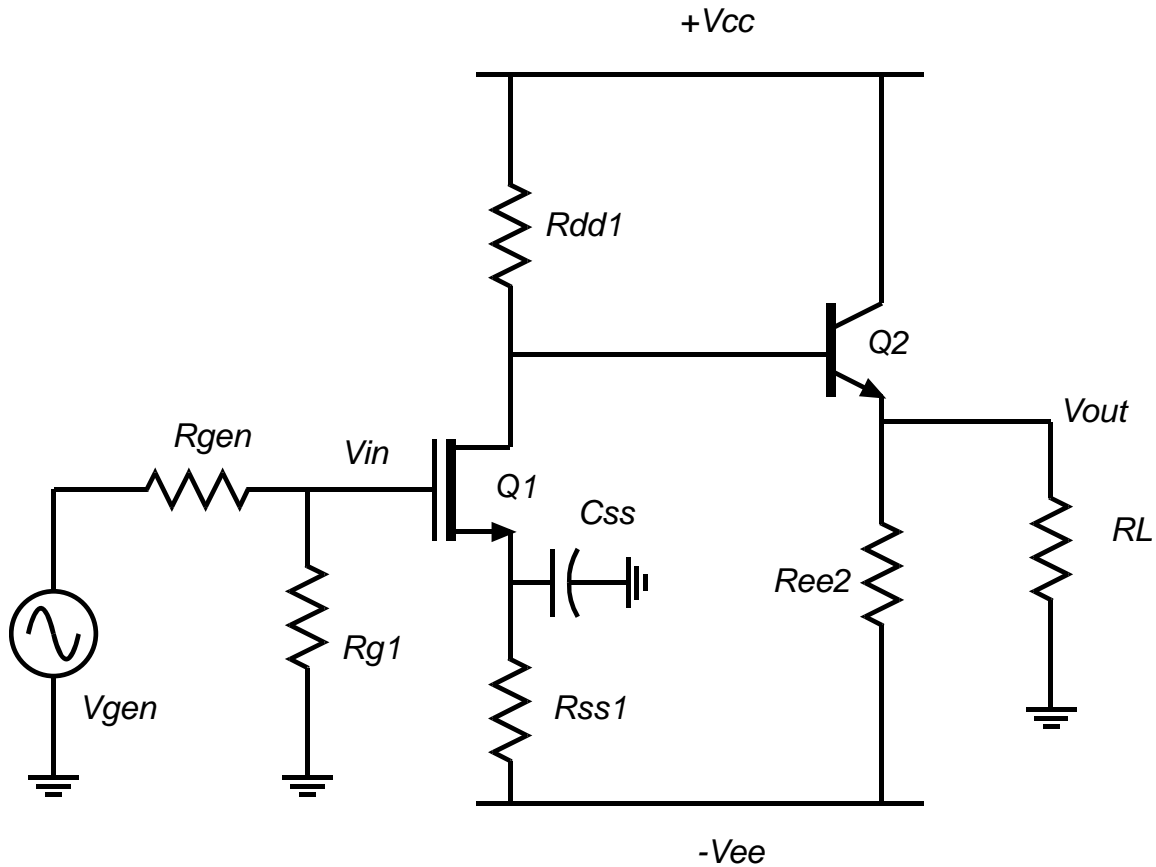 +Vcc
Rdd1
Q2
Vout
Rgen
Vin
Q1
Css
RL
Ree2
Rg1
Vgen
Rss1
-Vee